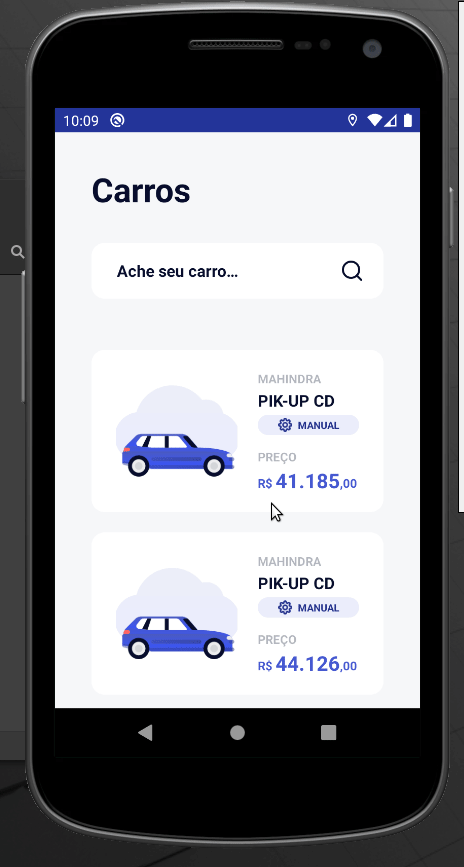 10:09
Carros
Ache seu carro...
MAHINDRA
PIK-UP CD
MANUAL
PREÇO
R$ 41.185,00
MAHINDRA
PIK-UP CD
MANUAL
PREÇO
R$ 44.126,00